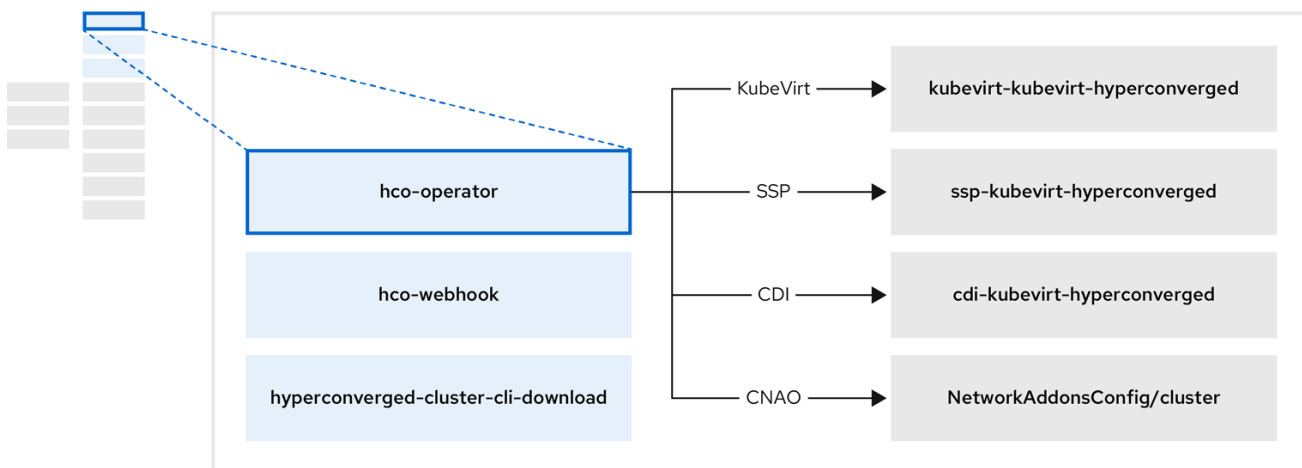 KubeVirt
kubevirt-kubevirt-hyperconverged
hco-operator
SSP
ssp-kubevirt-hyperconverged
hco-webhook
CDI
cdi-kubevirt-hyperconverged
hyperconverged-cluster-cli-download
CNAO
NetworkAddonsConfig/cluster